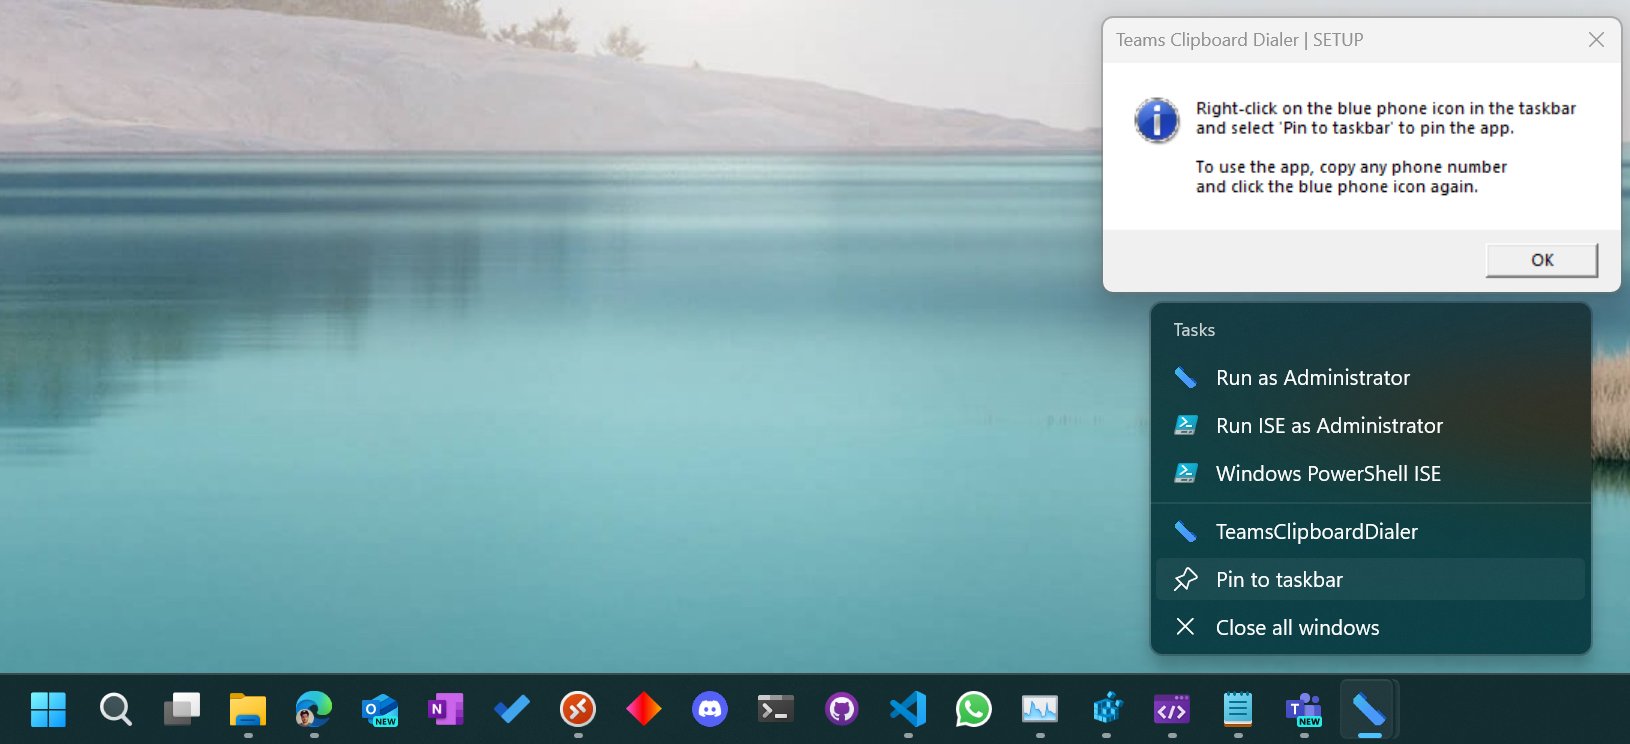 Teams Clipboard Dialer | SETUP
Right-click on the blue phone icon in the taskbar
and select 'Pin to taskbar' to pin the app.
To use the app, copy any phone number
and click the blue phone icon again.
OK
Tasks
Run as Administrator
Run ISE as Administrator
Windows PowerShell ISE
TeamsClipboardDialer
Pin to taskbar
Close all windows
O
NEW
N
T
NEW